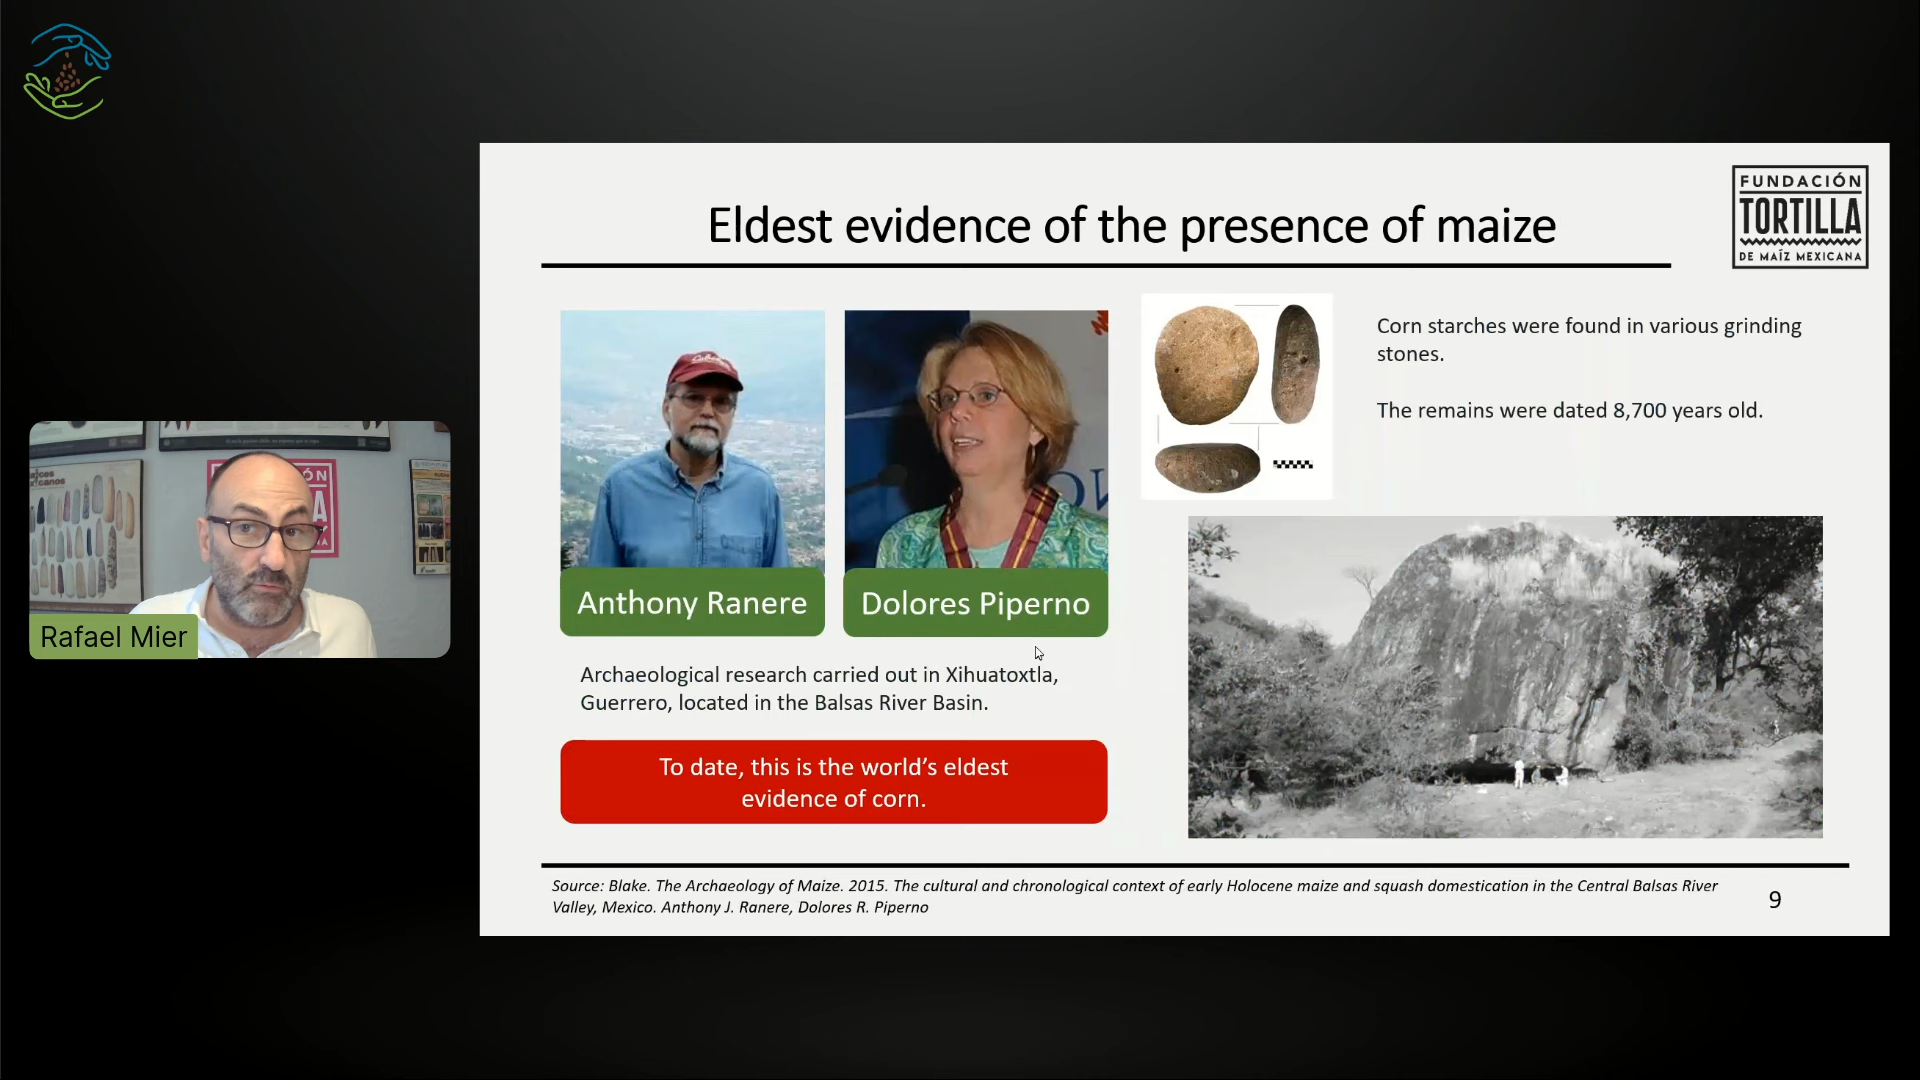 Eldest evidence of the presence of maize
FUNDACIÓN
TORTILLA
DE MAÍZ MEXICANA
Corn starches were found in various grinding
stones.
The remains were dated 8,700 years old.
Anthony Ranere
Dolores Piperno
Archaeological research carried out in Xihuatoxtla,
Guerrero, located in the Balsas River Basin.
To date, this is the world’s eldest
evidence of corn.
Rafael Mier
Source: Blake. The Archaeology of Maize. 2015. The cultural and chronological context of early Holocene maize and squash domestication in the Central Balsas River
Valley, Mexico. Anthony J. Ranere, Dolores R. Piperno
9